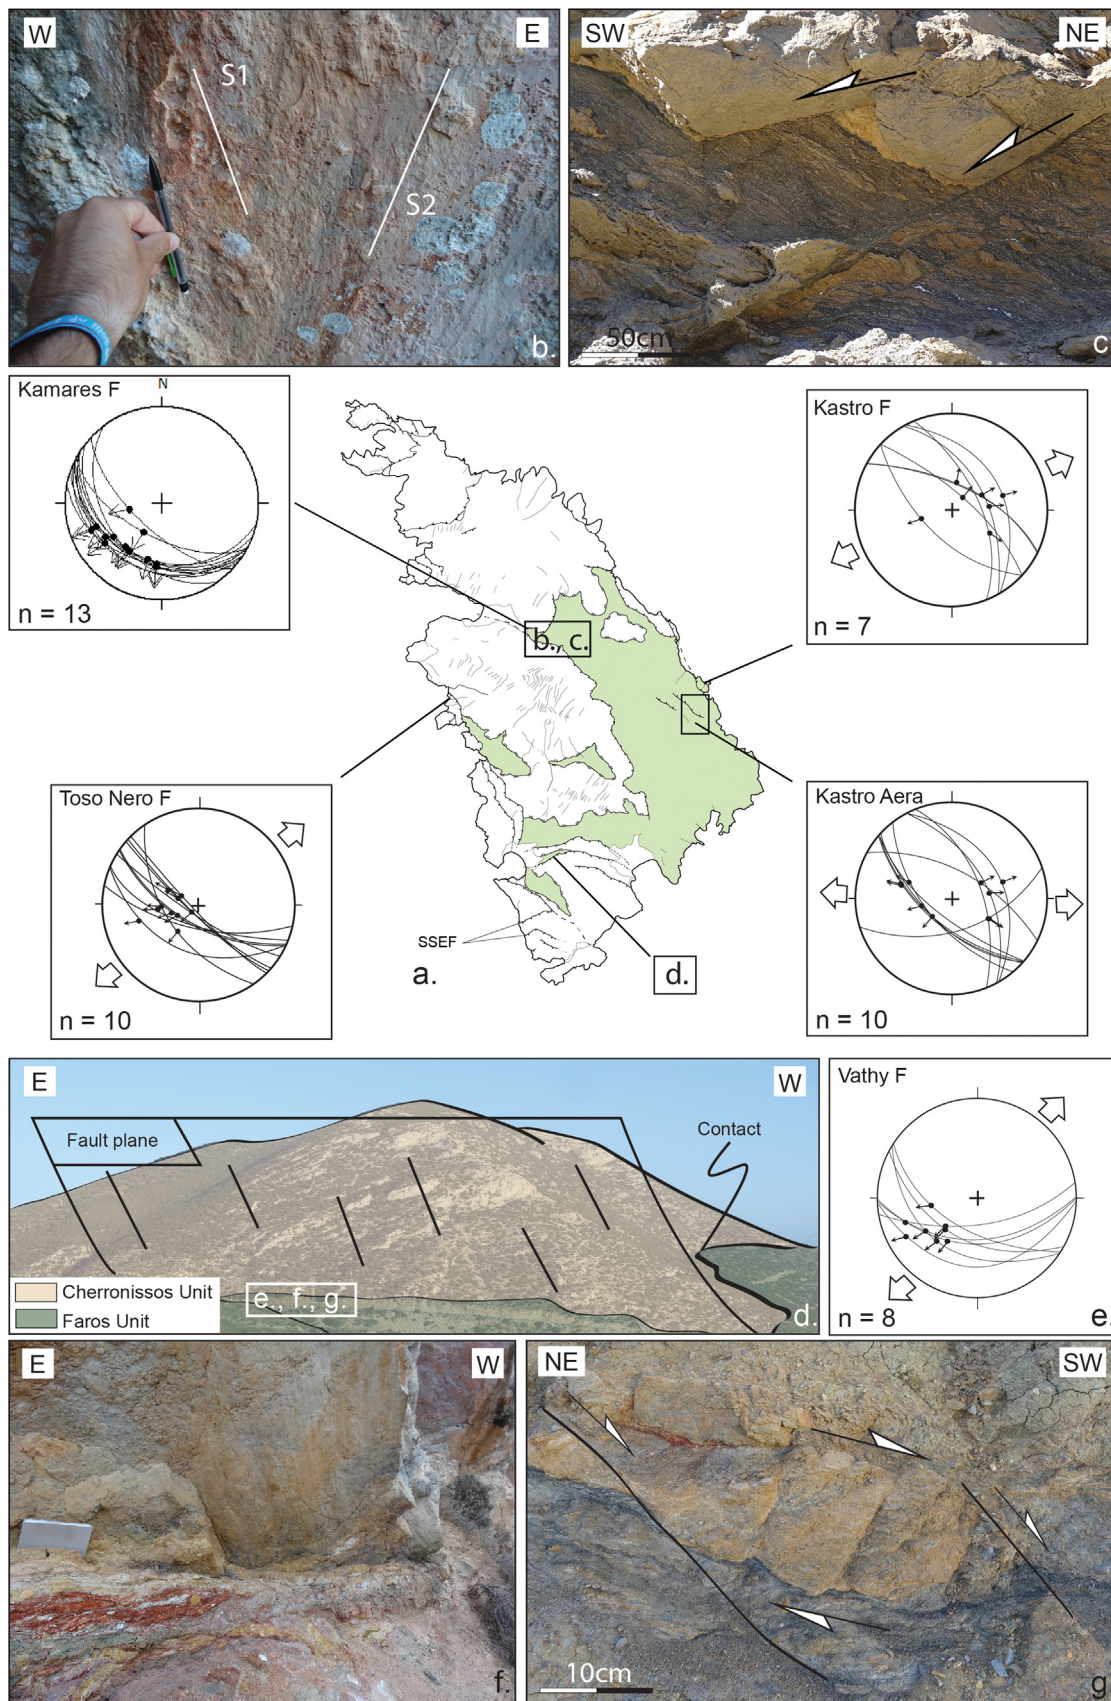 W
E
S1
S2
b.
SW
NE
50cm
c
Kamares F
N
n = 13
Kastro F
n = 7
b., c.
Toso Nero F
n = 10
Kastro Aera
n = 10
SSEF
a.
d.
E
W
Fault plane
Contact
Cherronissos Unit
Faros Unit
e., f., g.
d.
Vathy F
n = 8
e.
E
W
f.
NE
SW
10cm
g